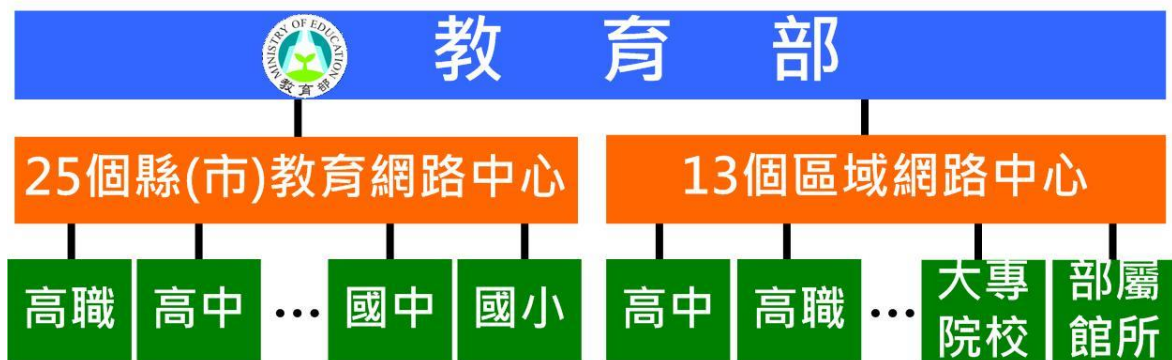 MINISTRY OF EDUCATION
教育部
教育部
25個縣(市)教育網路中心
13個區域網路中心
高職
高中
...
國中
國小
高中
高職
...
大專
院校
部屬
館所